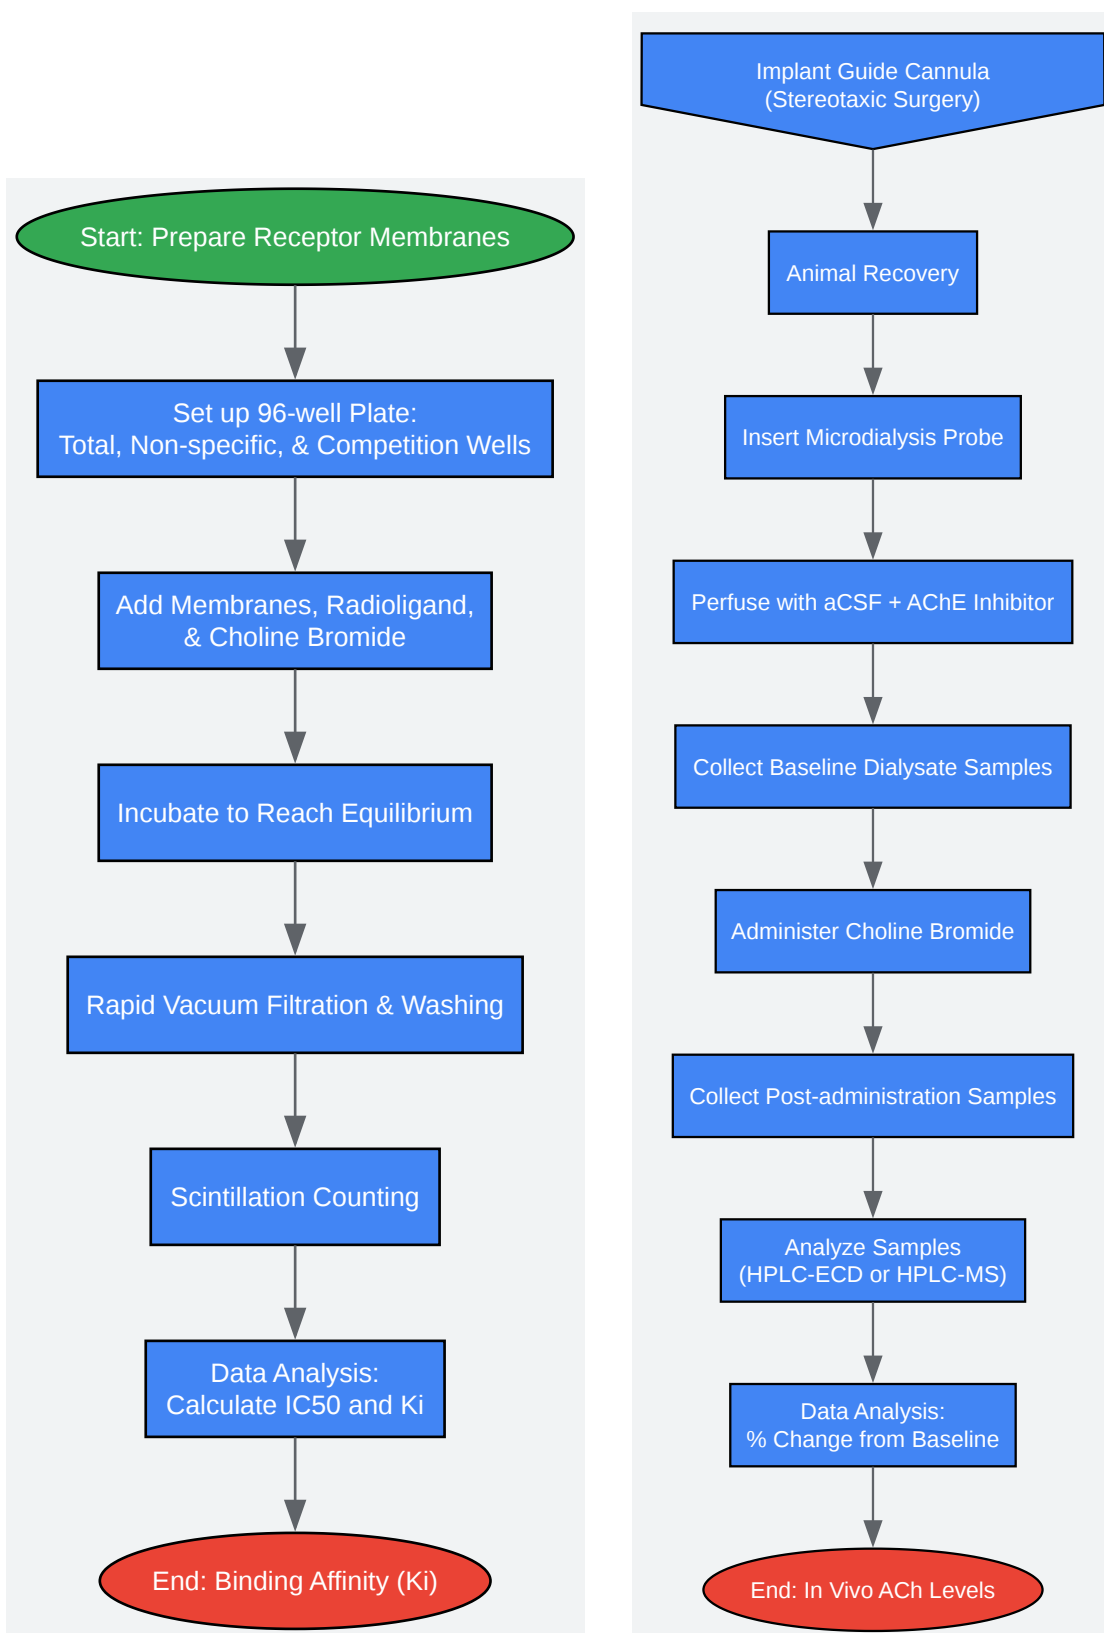 Start: Prepare Receptor Membranes
Set up 96-well Plate:
Total, Non-specific, & Competition Wells
Add Membranes, Radioligand,
& Choline Bromide
Incubate to Reach Equilibrium
Rapid Vacuum Filtration & Washing
Scintillation Counting
Data Analysis:
Calculate IC50 and Ki
End: Binding Affinity (Ki)
Implant Guide Cannula
(Stereotaxic Surgery)
Animal Recovery
Insert Microdialysis Probe
Perfuse with aCSF + AChE Inhibitor
Collect Baseline Dialysate Samples
Administer Choline Bromide
Collect Post-administration Samples
Analyze Samples
(HPLC-ECD or HPLC-MS)
Data Analysis:
% Change from Baseline
End: In Vivo ACh Levels